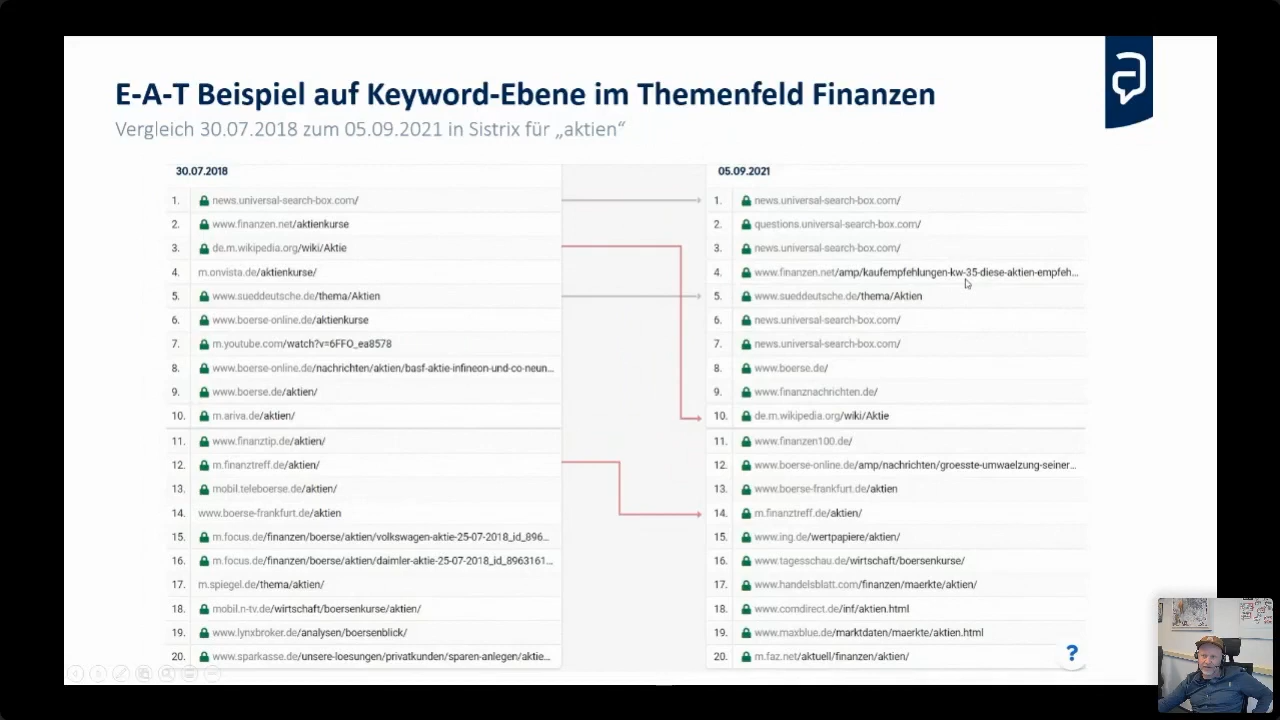 E-A-T Beispiel auf Keyword-Ebene im Themenfeld Finanzen
Vergleich 30.07.2018 zum 05.09.2021 in Sistrix für „aktien“
30.07.2018
1. news.universal-search-box.com/
2. www.finanzen.net/aktienkurse
3. de.m.wikipedia.org/wiki/Aktie
4. m.onvista.de/aktienkurse/
5. www.sueddeutsche.de/thema/Aktien
6. www.boerse-online.de/aktienkurse
7. m.youtube.com/watch?v=6FFO_ea8578
8. www.boerse-online.de/nachrichten/aktien/basf-aktie-infineon-und-co-neun...
9. www.boerse.de/aktien/
10. m.ariva.de/aktien/
11. www.finanztip.de/aktien/
12. m.finanztreff.de/aktien/
13. mobil.teleboerse.de/aktien/
14. www.boerse-frankfurt.de/aktien
15. m.focus.de/finanzen/boerse/aktien/volkswagen-aktie-25-07-2018_id_896...
16. m.focus.de/finanzen/boerse/aktien/daimler-aktie-25-07-2018_id_8963161...
17. m.spiegel.de/thema/aktien/
18. mobil.n-tv.de/wirtschaft/boersenkurse/aktien/
19. www.lynxbroker.de/analysen/boersenblick/
20. www.sparkasse.de/unsere-loesungen/privatkunden/sparen-anlegen/aktie...
05.09.2021
1. news.universal-search-box.com/
2. questions.universal-search-box.com/
3. news.universal-search-box.com/
4. www.finanzen.net/amp/kaufempfehlungen-kw-35-diese-aktien-empfeh...
5. www.sueddeutsche.de/thema/Aktien
6. news.universal-search-box.com/
7. news.universal-search-box.com/
8. www.boerse.de/
9. www.finanznachrichten.de/
10. de.m.wikipedia.org/wiki/Aktie
11. www.finanzen100.de/
12. www.boerse-online.de/amp/nachrichten/groesste-umwaelzung-seiner...
13. www.boerse-frankfurt.de/aktien
14. m.finanztreff.de/aktien/
15. www.ing.de/wertpapiere/aktien/
16. www.tagesschau.de/wirtschaft/boersenkurse/
17. www.handelsblatt.com/finanzen/maerkte/aktien/
18. www.comdirect.de/inf/aktien.html
19. www.maxblue.de/marktdaten/maerkte/aktien.html
20. m.faz.net/aktuell/finanzen/aktien/
?